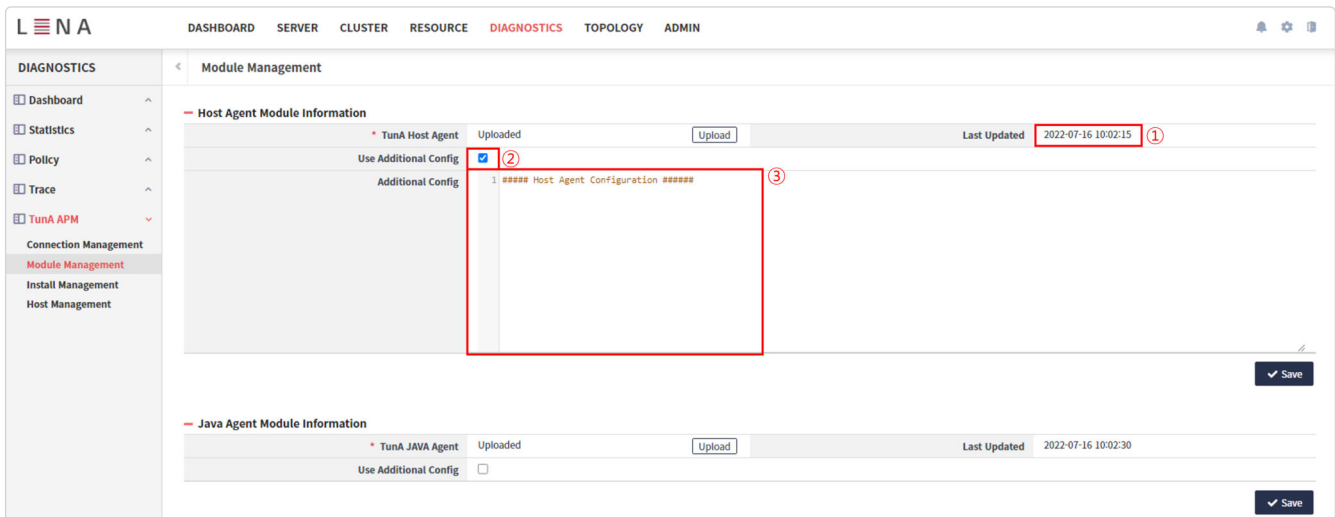 LENA
DASHBOARD SERVER CLUSTER RESOURCE DIAGNOSTICS TOPOLOGY ADMIN
DIAGNOSTICS
Dashboard
Statistics
Policy
Trace
TunA APM
Connection Management
Module Management
Install Management
Host Management
Module Management
Host Agent Module Information
* TunA Host Agent Uploaded Upload Last Updated 2022-07-16 10:02:15 ①
Use Additional Config ②
Additional Config 1 ##### Host Agent Configuration ###### ③
Save
Java Agent Module Information
* TunA JAVA Agent Uploaded Upload Last Updated 2022-07-16 10:02:30
Use Additional Config
Save